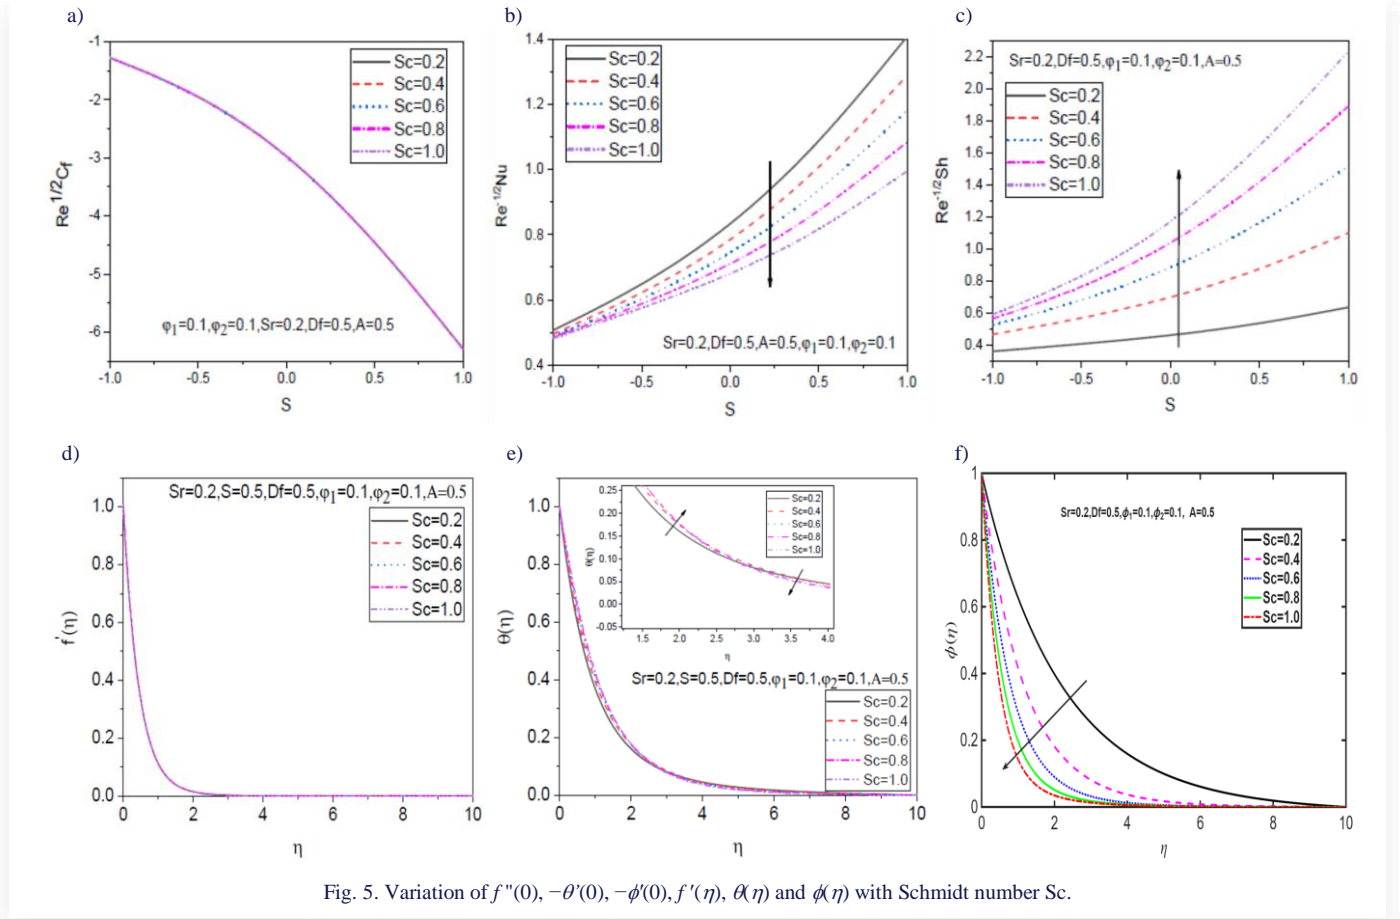 a)
-1
-2
-3
-4
-5
-6
Re^1/2Cf
Sc=0.2
Sc=0.4
Sc=0.6
Sc=0.8
Sc=1.0
φ1=0.1,φ2=0.1,Sr=0.2,Df=0.5,A=0.5
-1.0 -0.5 0.0 0.5 1.0
S
b)
1.4
1.2
1.0
0.8
0.6
0.4
Re^-1/2Nu
Sc=0.2
Sc=0.4
Sc=0.6
Sc=0.8
Sc=1.0
Sr=0.2,Df=0.5,A=0.5,φ1=0.1,φ2=0.1
-1.0 -0.5 0.0 0.5 1.0
S
c)
2.2
2.0
1.8
1.6
1.4
1.2
1.0
0.8
0.6
0.4
Re^-1/2Sh
Sr=0.2,Df=0.5,φ1=0.1,φ2=0.1,A=0.5
Sc=0.2
Sc=0.4
Sc=0.6
Sc=0.8
Sc=1.0
-1.0 -0.5 0.0 0.5 1.0
S
d)
1.0
0.8
0.6
0.4
0.2
0.0
f'(η)
Sr=0.2,S=0.5,Df=0.5,φ1=0.1,φ2=0.1,A=0.5
Sc=0.2
Sc=0.4
Sc=0.6
Sc=0.8
Sc=1.0
0 2 4 6 8 10
η
e)
1.0
0.8
0.6
0.4
0.2
0.0
θ(η)
0.25
0.20
0.15
0.10
0.05
0.00
-0.05
θ(η)
Sc=0.2
Sc=0.4
Sc=0.6
Sc=0.8
Sc=1.0
1.5 2.0 2.5 3.0 3.5 4.0
η
Sr=0.2,S=0.5,Df=0.5,φ1=0.1,φ2=0.1,A=0.5
Sc=0.2
Sc=0.4
Sc=0.6
Sc=0.8
Sc=1.0
0 2 4 6 8 10
η
f)
1
0.8
0.6
0.4
0.2
0
ϕ(η)
Sr=0.2,Df=0.5,ϕ1=0.1,ϕ2=0.1, A=0.5
Sc=0.2
Sc=0.4
Sc=0.6
Sc=0.8
Sc=1.0
0 2 4 6 8 10
η
Fig. 5. Variation of f "(0), −θ'(0), −ϕ'(0), f '(η), θ(η) and ϕ(η) with Schmidt number Sc.